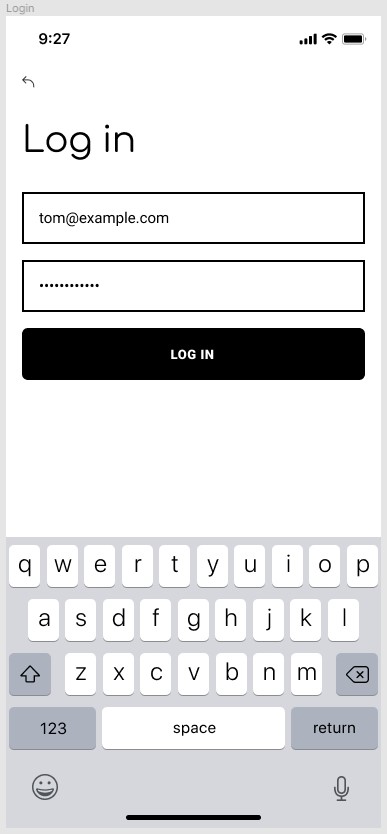 Login
9:27
Log in
tom@example.com
••••••••••••
LOG IN
q w e r t y u i o p
a s d f g h j k l
z x c v b n m
123 space return